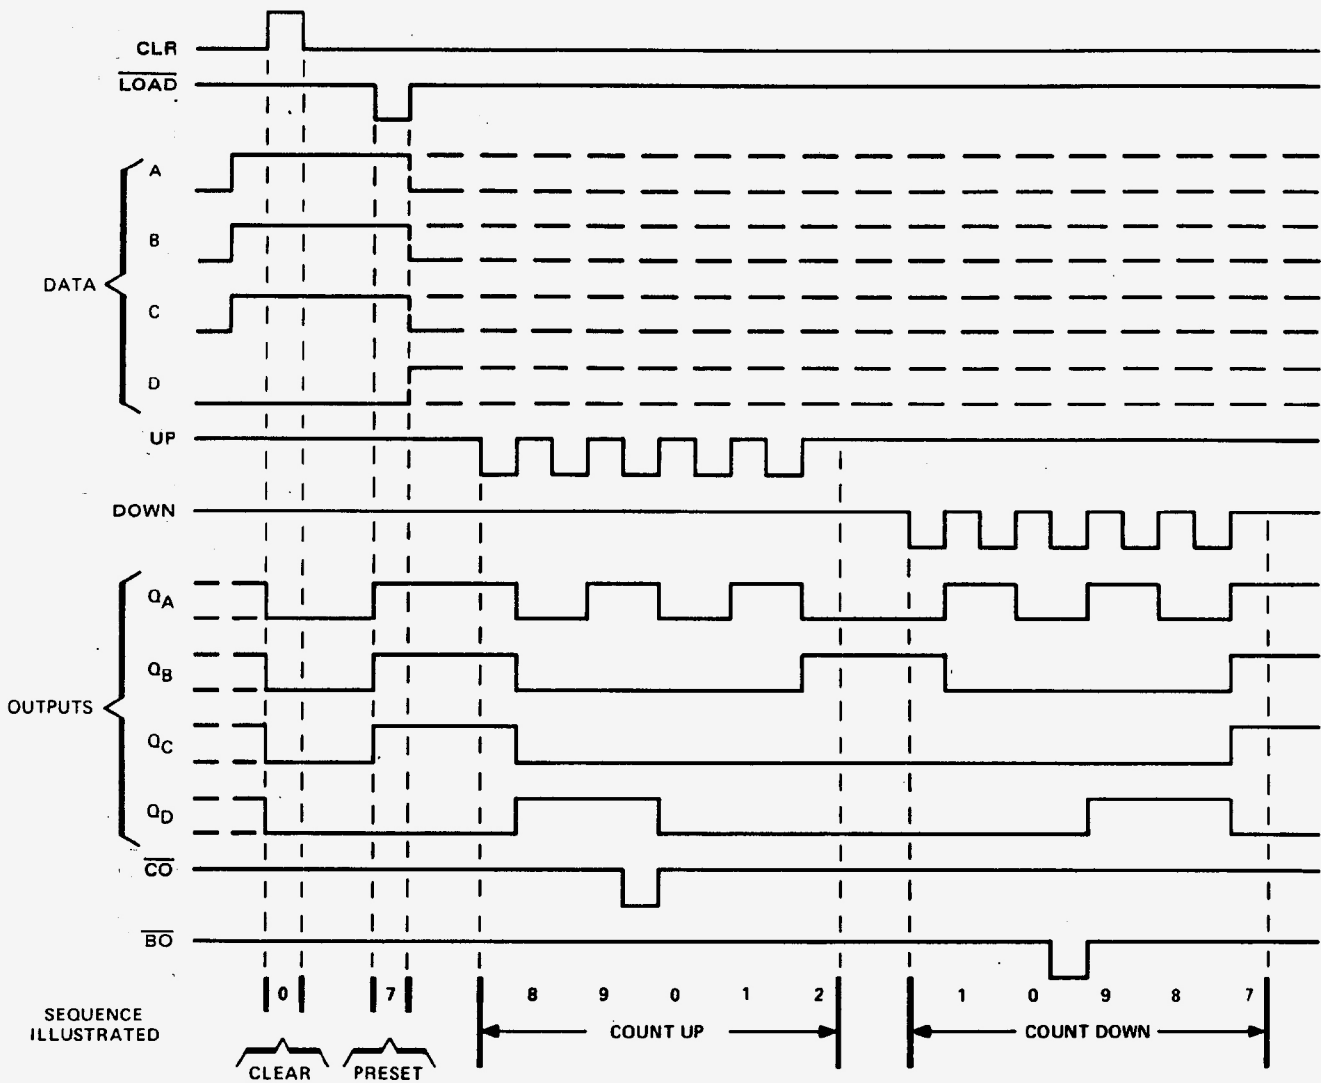 CLR
LOAD
DATA
A
B
C
D
UP
DOWN
OUTPUTS
QA
QB
QC
QD
CO
BO
SEQUENCE
ILLUSTRATED
0 7 8 9 0 1 2 1 0 9 8 7
COUNT UP COUNT DOWN
CLEAR PRESET